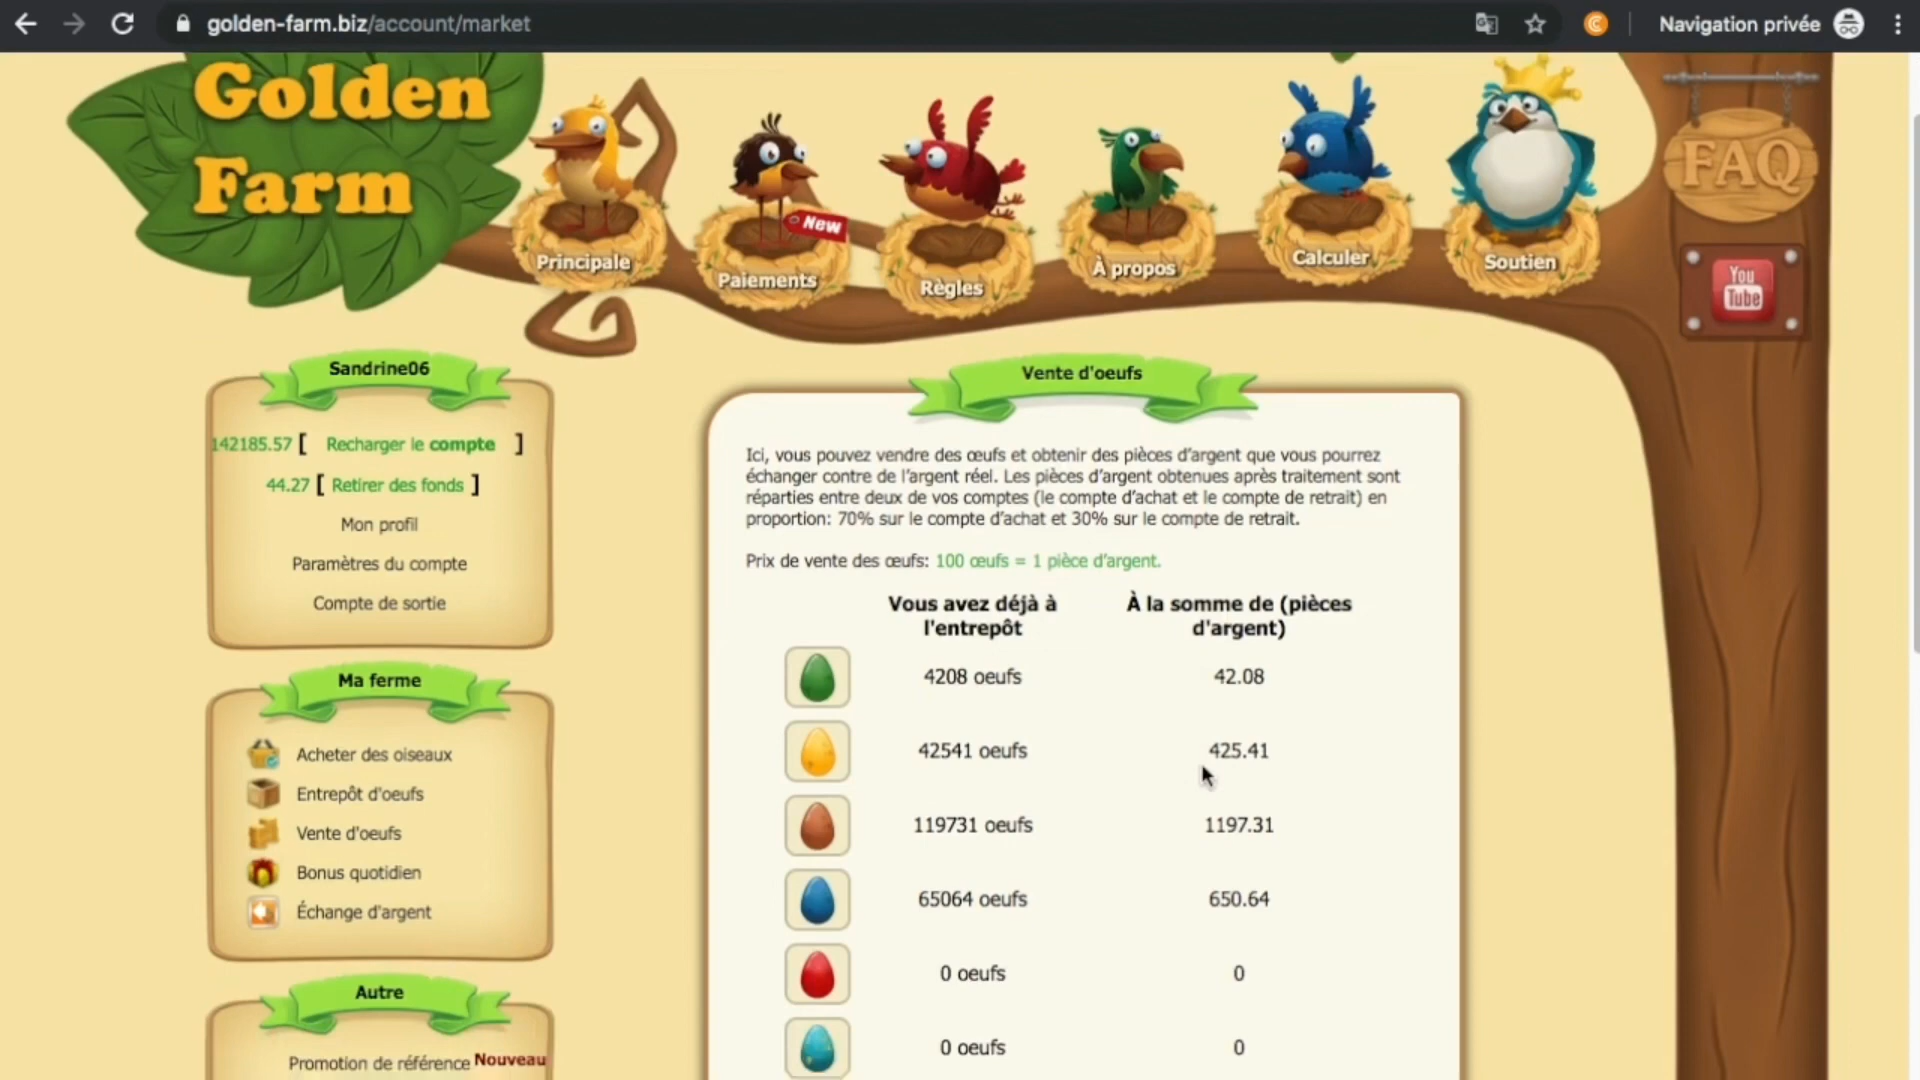 golden-farm.biz/account/market
Navigation privée
Golden
Farm
Principale
New
Paiements
Règles
À propos
Calculer
Soutien
FAQ
You
Tube
Sandrine06
142185.57 [ Recharger le compte ]
44.27 [ Retirer des fonds ]
Mon profil
Paramètres du compte
Compte de sortie
Ma ferme
Acheter des oiseaux
Entrepôt d'oeufs
Vente d'oeufs
Bonus quotidien
Échange d'argent
Autre
Promotion de référence Nouveau
Vente d'oeufs
Ici, vous pouvez vendre des œufs et obtenir des pièces d'argent que vous pourrez
échanger contre de l'argent réel. Les pièces d'argent obtenues après traitement sont
réparties entre deux de vos comptes (le compte d'achat et le compte de retrait) en
proportion: 70% sur le compte d'achat et 30% sur le compte de retrait.
Prix de vente des œufs: 100 œufs = 1 pièce d'argent.
Vous avez déjà à
l'entrepôt
À la somme de (pièces
d'argent)
4208 oeufs 42.08
42541 oeufs 425.41
119731 oeufs 1197.31
65064 oeufs 650.64
0 oeufs 0
0 oeufs 0